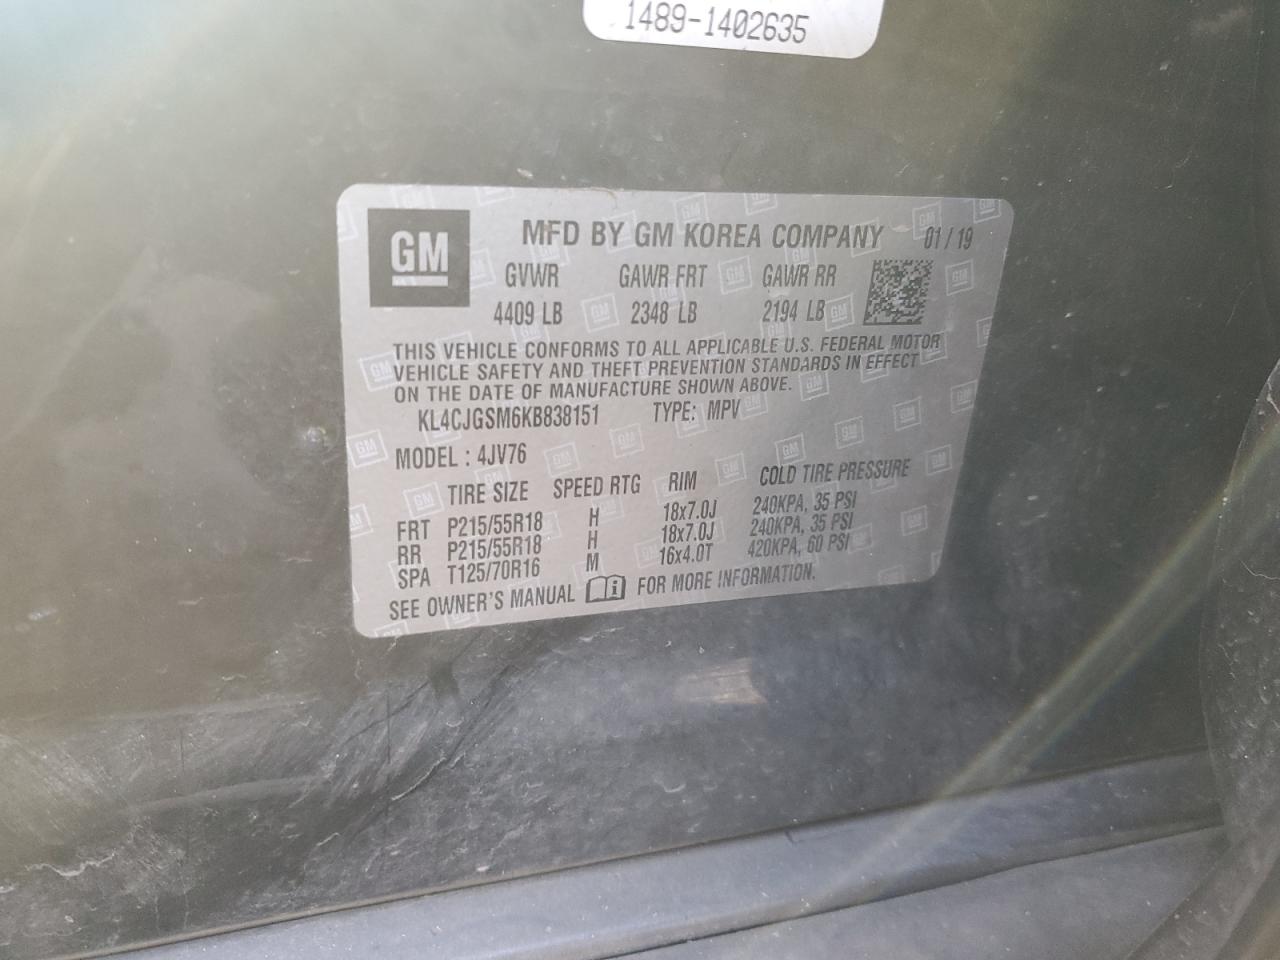 1489-1402635
GM
MFD BY GM KOREA COMPANY 01 / 19
GVWR GAWR FRT GAWR RR
4409 LB 2348 LB 2194 LB
THIS VEHICLE CONFORMS TO ALL APPLICABLE U.S. FEDERAL MOTOR
VEHICLE SAFETY AND THEFT PREVENTION STANDARDS IN EFFECT
ON THE DATE OF MANUFACTURE SHOWN ABOVE.
KL4CJGSM6KB838151 TYPE: MPV
MODEL : 4JV76
TIRE SIZE SPEED RTG RIM COLD TIRE PRESSURE
FRT P215/55R18 H 18x7.0J 240KPA, 35 PSI
RR P215/55R18 H 18x7.0J 240KPA, 35 PSI
SPA T125/70R16 M 16x4.0T 420KPA, 60 PSI
SEE OWNER'S MANUAL i FOR MORE INFORMATION.